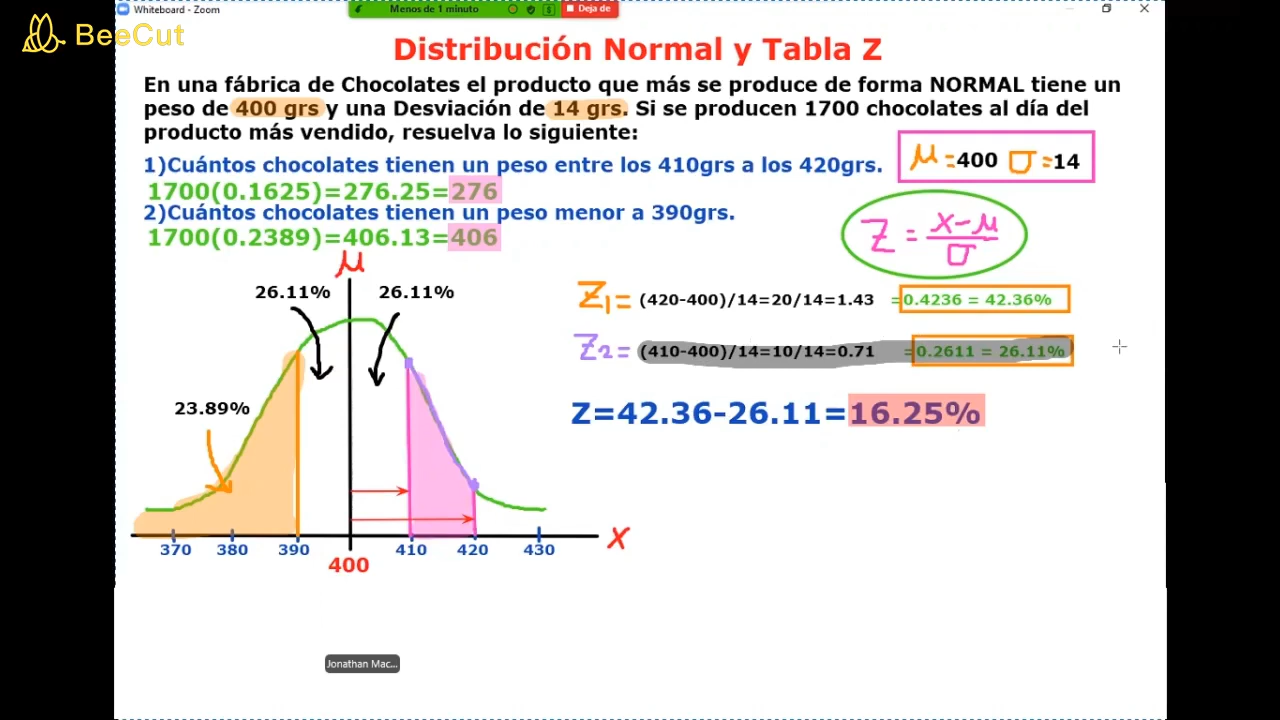 Whiteboard - Zoom
Menos de 1 minuto
Deja de
BeeCut
Distribución Normal y Tabla Z
En una fábrica de Chocolates el producto que más se produce de forma NORMAL tiene un
peso de 400 grs y una Desviación de 14 grs. Si se producen 1700 chocolates al día del
producto más vendido, resuelva lo siguiente:
1)Cuántos chocolates tienen un peso entre los 410grs a los 420grs.
μ =400 σ =14
1700(0.1625)=276.25=276
2)Cuántos chocolates tienen un peso menor a 390grs.
1700(0.2389)=406.13=406
Z = x-μ / σ
μ
26.11% 26.11%
Z1= (420-400)/14=20/14=1.43 =0.4236 = 42.36%
Z2= (410-400)/14=10/14=0.71 =0.2611 = 26.11%
23.89%
Z=42.36-26.11=16.25%
370 380 390 410 420 430 X
400
Jonathan Mac...